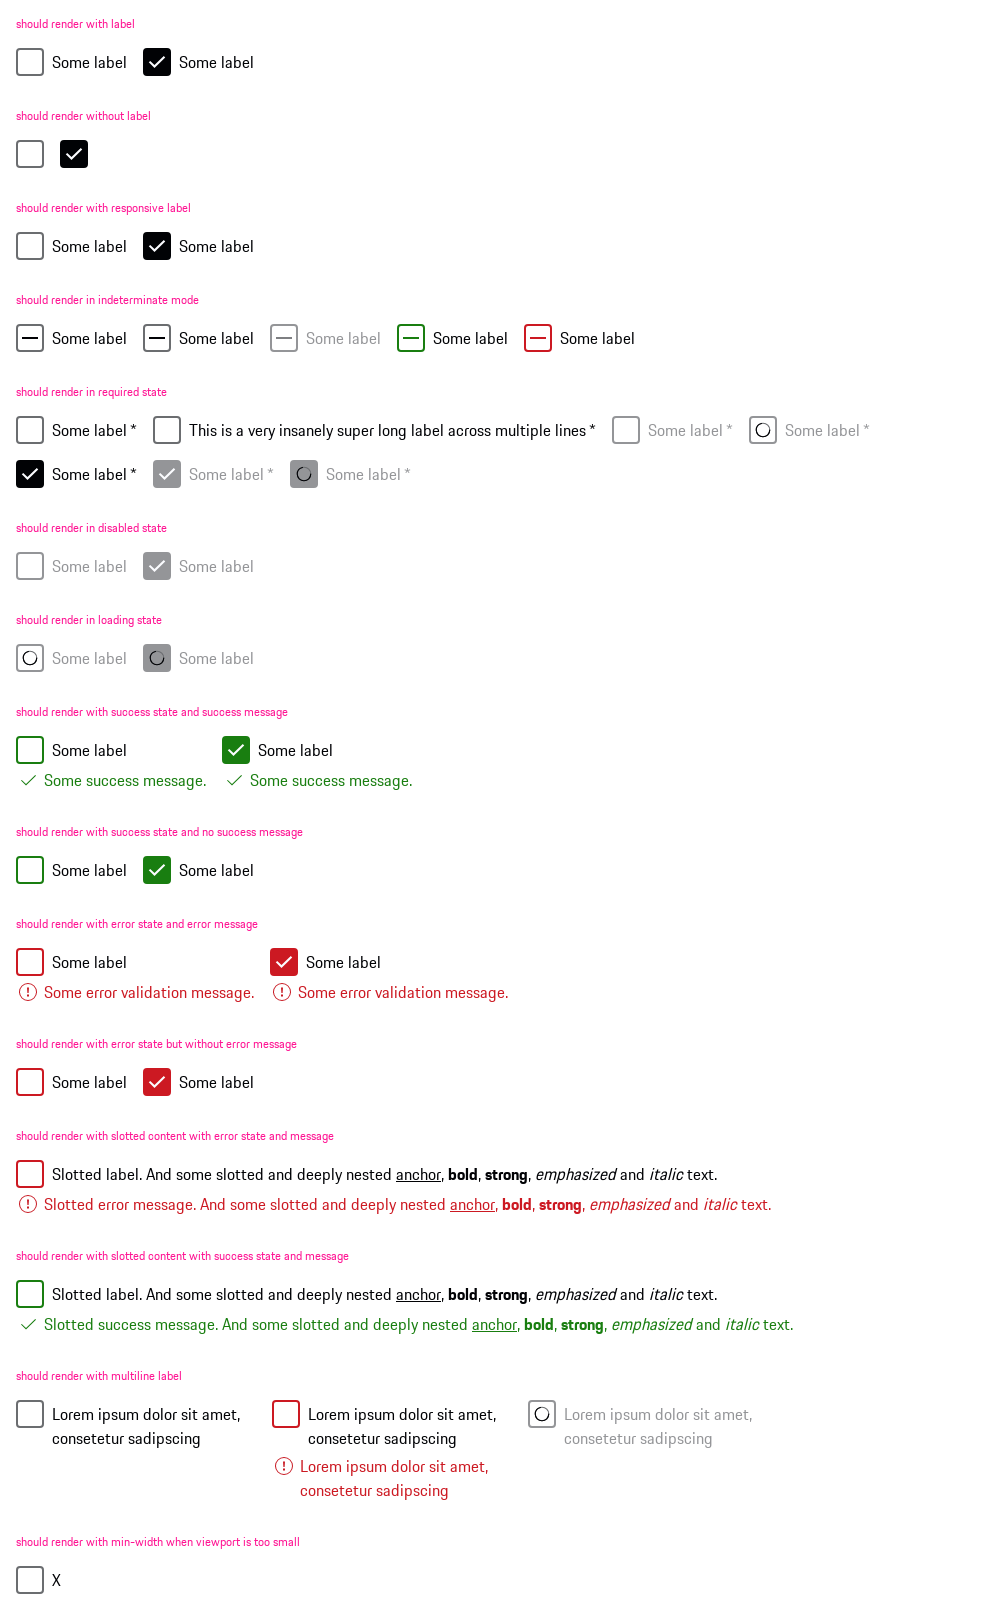 should render with label
Some label Some label
should render without label
should render with responsive label
Some label Some label
should render in indeterminate mode
Some label Some label Some label Some label Some label
should render in required state
Some label * This is a very insanely super long label across multiple lines * Some label * Some label *
Some label * Some label * Some label *
should render in disabled state
Some label Some label
should render in loading state
Some label Some label
should render with success state and success message
Some label Some label
Some success message. Some success message.
should render with success state and no success message
Some label Some label
should render with error state and error message
Some label Some label
Some error validation message. Some error validation message.
should render with error state but without error message
Some label Some label
should render with slotted content with error state and message
Slotted label. And some slotted and deeply nested anchor, bold, strong, emphasized and italic text.
Slotted error message. And some slotted and deeply nested anchor, bold, strong, emphasized and italic text.
should render with slotted content with success state and message
Slotted label. And some slotted and deeply nested anchor, bold, strong, emphasized and italic text.
Slotted success message. And some slotted and deeply nested anchor, bold, strong, emphasized and italic text.
should render with multiline label
Lorem ipsum dolor sit amet,
consetetur sadipscing
Lorem ipsum dolor sit amet,
consetetur sadipscing
Lorem ipsum dolor sit amet,
consetetur sadipscing
Lorem ipsum dolor sit amet,
consetetur sadipscing
should render with min-width when viewport is too small
X